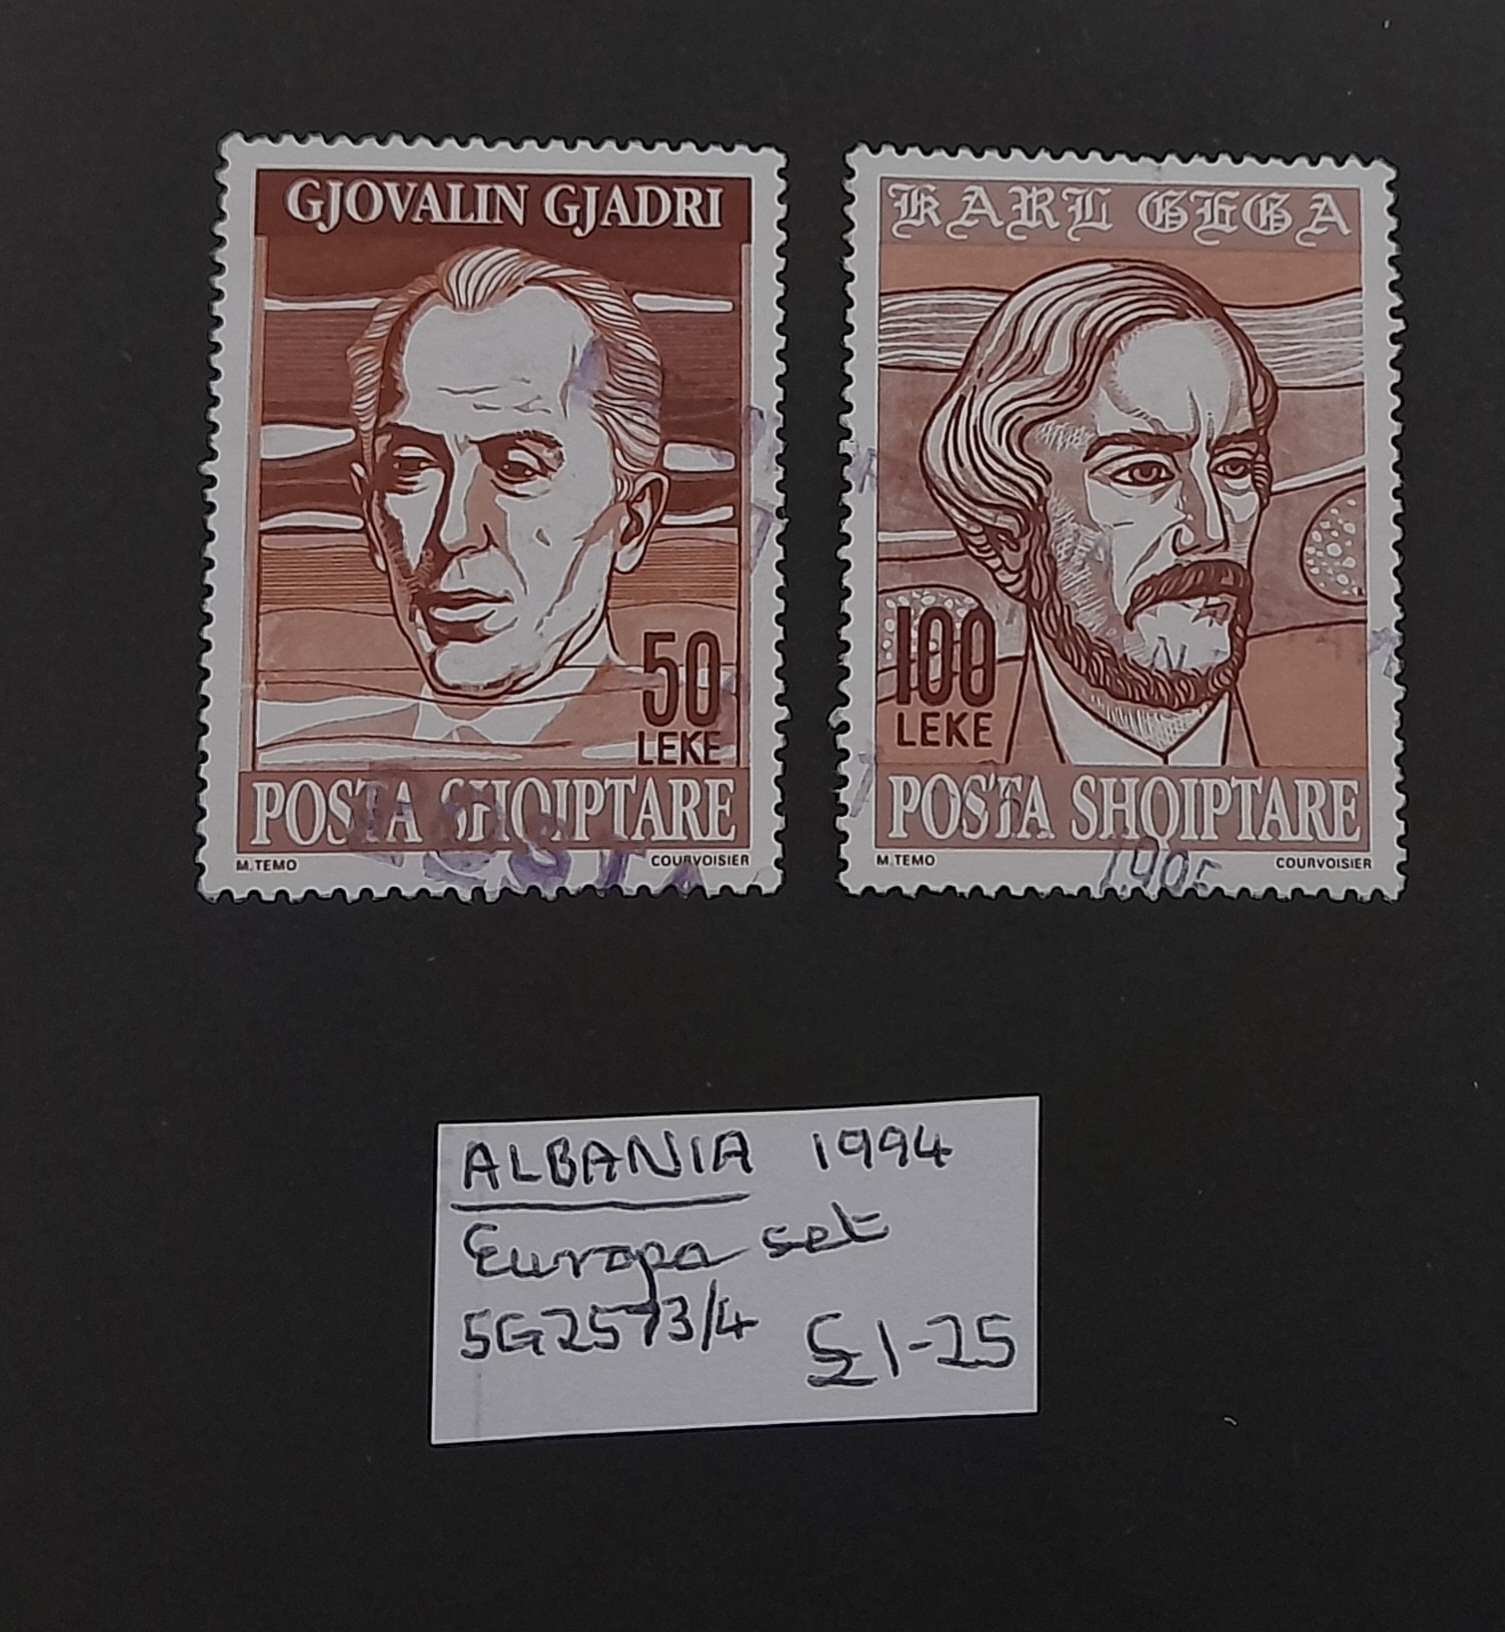 GJOVALIN GJADRI
50
LEKE
POSTA SHQIPTARE
M.TEMO COURVOISIER
KARL GEGA
100
LEKE
POSTA SHQIPTARE
M.TEMO COURVOISIER
ALBANIA 1994
Europa set
SG2573/4 £1-25